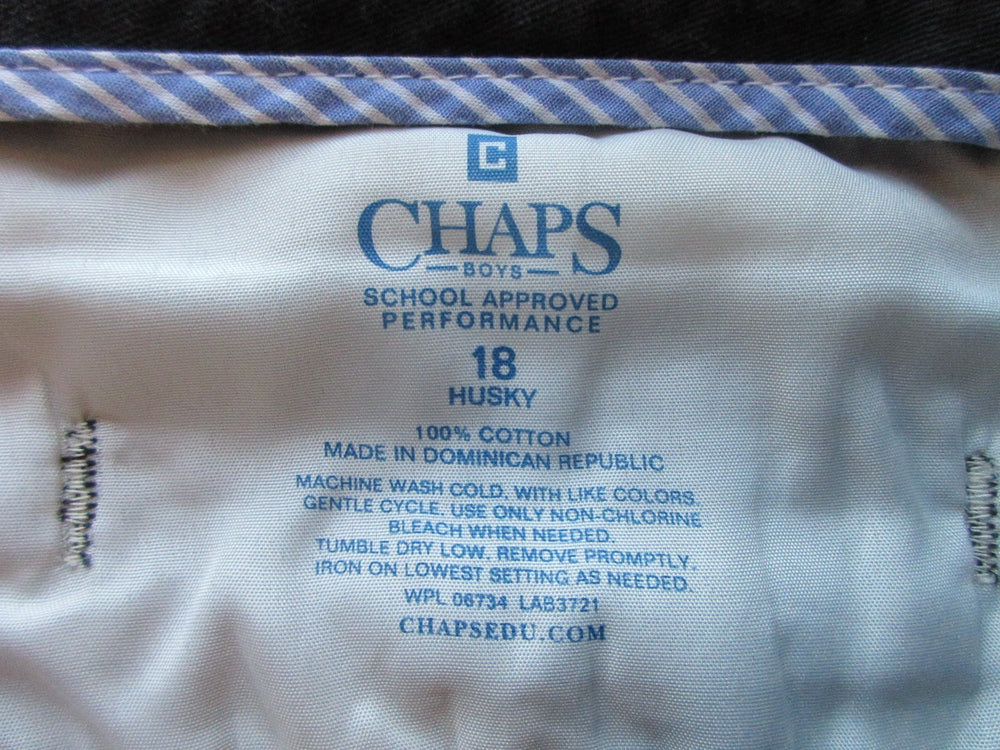 C
CHAPS
BOYS
SCHOOL APPROVED
PERFORMANCE
18
HUSKY
100% COTTON
MADE IN DOMINICAN REPUBLIC
MACHINE WASH COLD. WITH LIKE COLORS
GENTLE CYCLE. USE ONLY NON-CHLORINE
BLEACH WHEN NEEDED.
TUMBLE DRY LOW. REMOVE PROMPTLY.
IRON ON LOWEST SETTING AS NEEDED.
WPL 06734 LAB3721
CHAPSEDU.COM